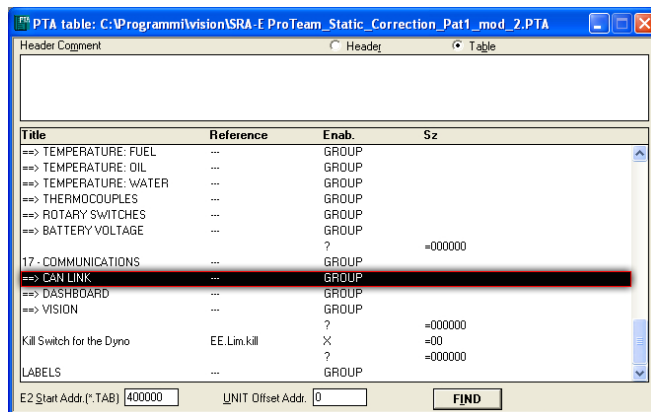 PTA table: C:\Programmi\vision\SRA-E ProTeam_Static_Correction_Pat1_mod_2.PTA
Header Comment Header Table
Title Reference Enab. Sz
==> TEMPERATURE: FUEL --- GROUP
==> TEMPERATURE: OIL --- GROUP
==> TEMPERATURE: WATER --- GROUP
==> THERMOCOUPLES --- GROUP
==> ROTARY SWITCHES --- GROUP
==> BATTERY VOLTAGE --- GROUP
? =000000
17 - COMMUNICATIONS --- GROUP
==> CAN LINK --- GROUP
==> DASHBOARD --- GROUP
==> VISION --- GROUP
? =000000
Kill Switch for the Dyno EE.Lim.kill X =00
? =000000
LABELS --- GROUP
E2 Start Addr.(*.TAB) 400000 UNIT Offset Addr. 0 FIND